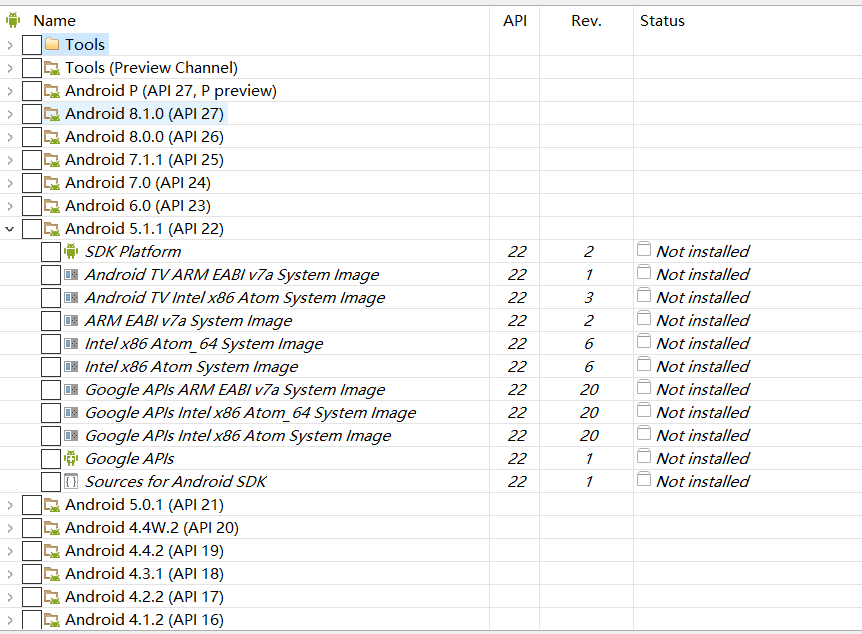 Name API Rev. Status
Tools
Tools (Preview Channel)
Android P (API 27, P preview)
Android 8.1.0 (API 27)
Android 8.0.0 (API 26)
Android 7.1.1 (API 25)
Android 7.0 (API 24)
Android 6.0 (API 23)
Android 5.1.1 (API 22)
SDK Platform 22 2 Not installed
Android TV ARM EABI v7a System Image 22 1 Not installed
Android TV Intel x86 Atom System Image 22 3 Not installed
ARM EABI v7a System Image 22 2 Not installed
Intel x86 Atom_64 System Image 22 6 Not installed
Intel x86 Atom System Image 22 6 Not installed
Google APIs ARM EABI v7a System Image 22 20 Not installed
Google APIs Intel x86 Atom_64 System Image 22 20 Not installed
Google APIs Intel x86 Atom System Image 22 20 Not installed
Google APIs 22 1 Not installed
Sources for Android SDK 22 1 Not installed
Android 5.0.1 (API 21)
Android 4.4W.2 (API 20)
Android 4.4.2 (API 19)
Android 4.3.1 (API 18)
Android 4.2.2 (API 17)
Android 4.1.2 (API 16)